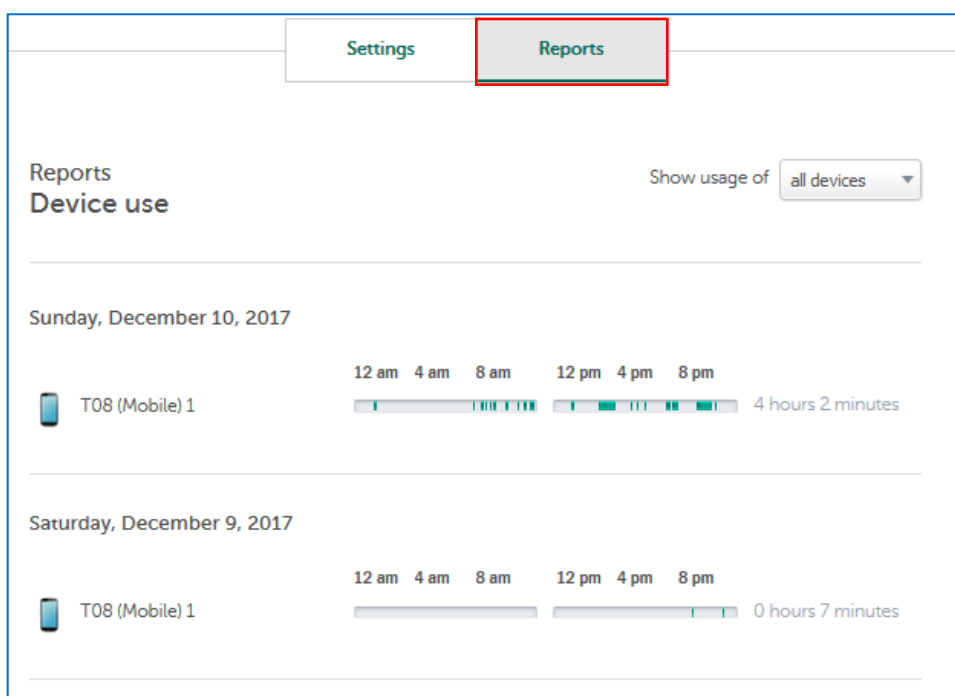 Settings Reports
Reports
Device use
Show usage of all devices
Sunday, December 10, 2017
12 am 4 am 8 am 12 pm 4 pm 8 pm
T08 (Mobile) 1 4 hours 2 minutes
Saturday, December 9, 2017
12 am 4 am 8 am 12 pm 4 pm 8 pm
T08 (Mobile) 1 0 hours 7 minutes